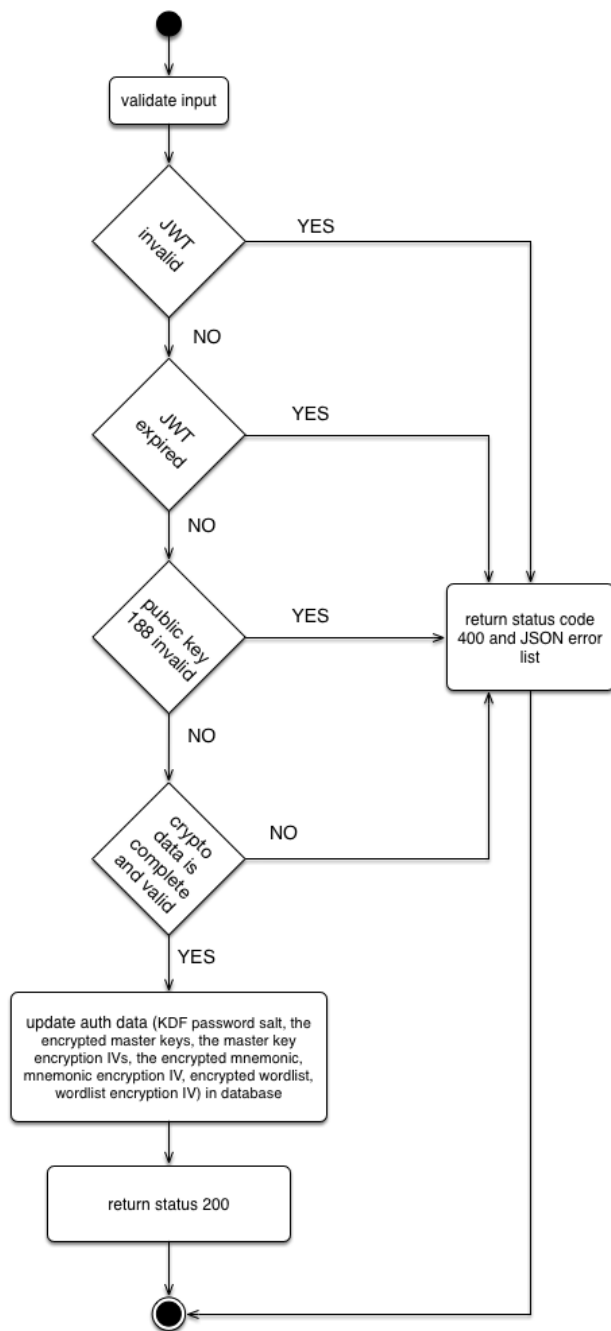 validate input
JWT
invalid
YES
NO
JWT
expired
YES
NO
public key
188 invalid
YES
return status code
400 and JSON error
list
NO
crypto
data is
complete
and valid
NO
YES
update auth data (KDF password salt, the
encrypted master keys, the master key
encryption IVs, the encrypted mnemonic,
mnemonic encryption IV, encrypted wordlist,
wordlist encryption IV) in database
return status 200